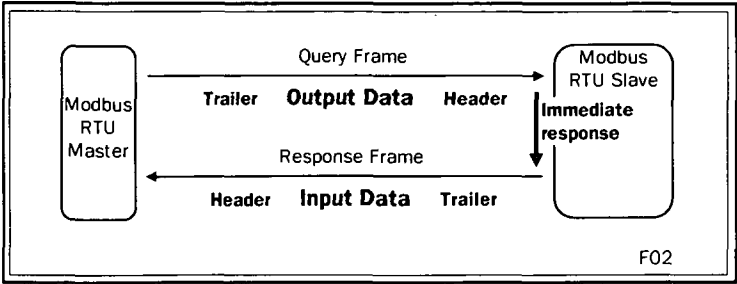 Query Frame
Trailer Output Data Header
Modbus
RTU
Master
Modbus
RTU Slave
Immediate
response
Response Frame
Header Input Data Trailer
F02